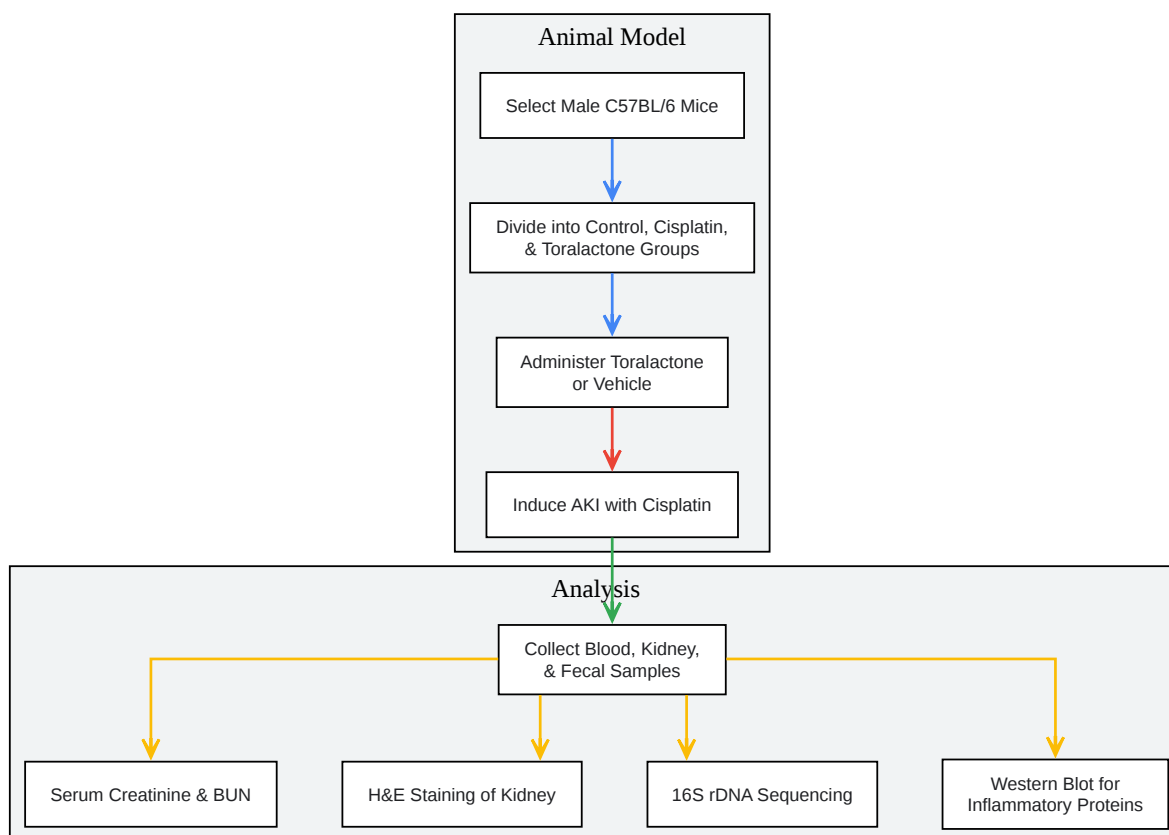 Animal Model
Select Male C57BL/6 Mice
Divide into Control, Cisplatin,
& Toralactone Groups
Administer Toralactone
or Vehicle
Induce AKI with Cisplatin
Analysis
Collect Blood, Kidney,
& Fecal Samples
Serum Creatinine & BUN
H&E Staining of Kidney
16S rDNA Sequencing
Western Blot for
Inflammatory Proteins